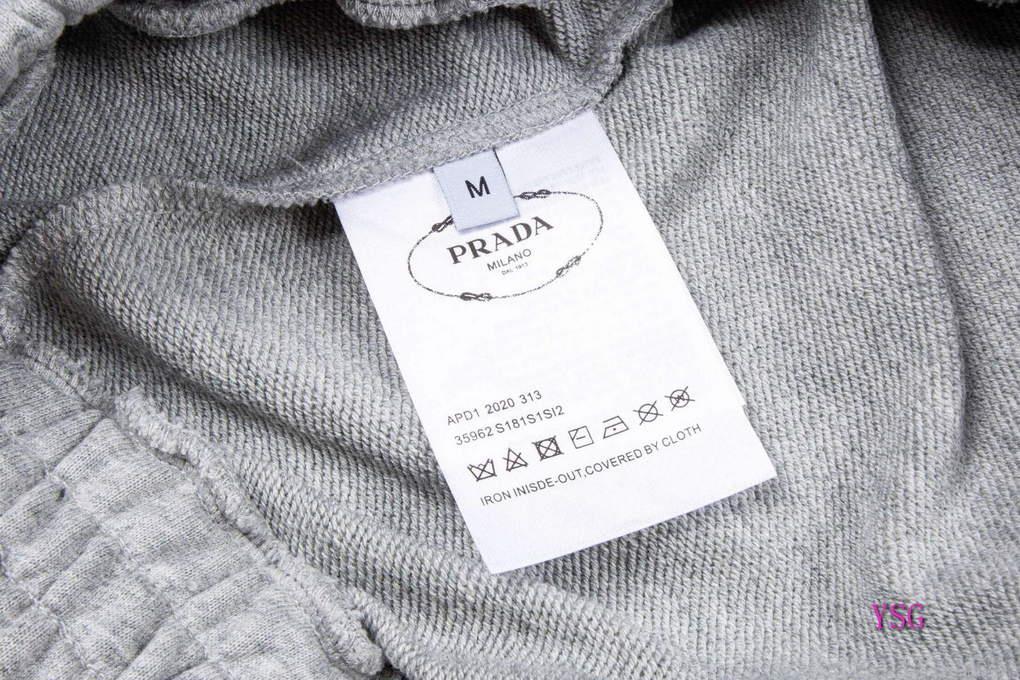 M
PRADA
MILANO
DAL 1913
APD1 2020 313
35962 S181S1SI2
IRON INISDE-OUT,COVERED BY CLOTH
YSG